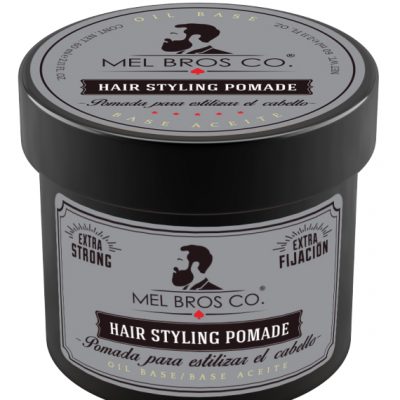 OIL BASE
MEL BROS CO.®
HAIR STYLING POMADE
Pomada para estilizar el cabello
BASE ACEITE
EXTRA
STRONG
EXTRA
FIJACION
MEL BROS CO.
HAIR STYLING POMADE
Pomada para estilizar el cabello
OIL BASE/BASE ACEITE